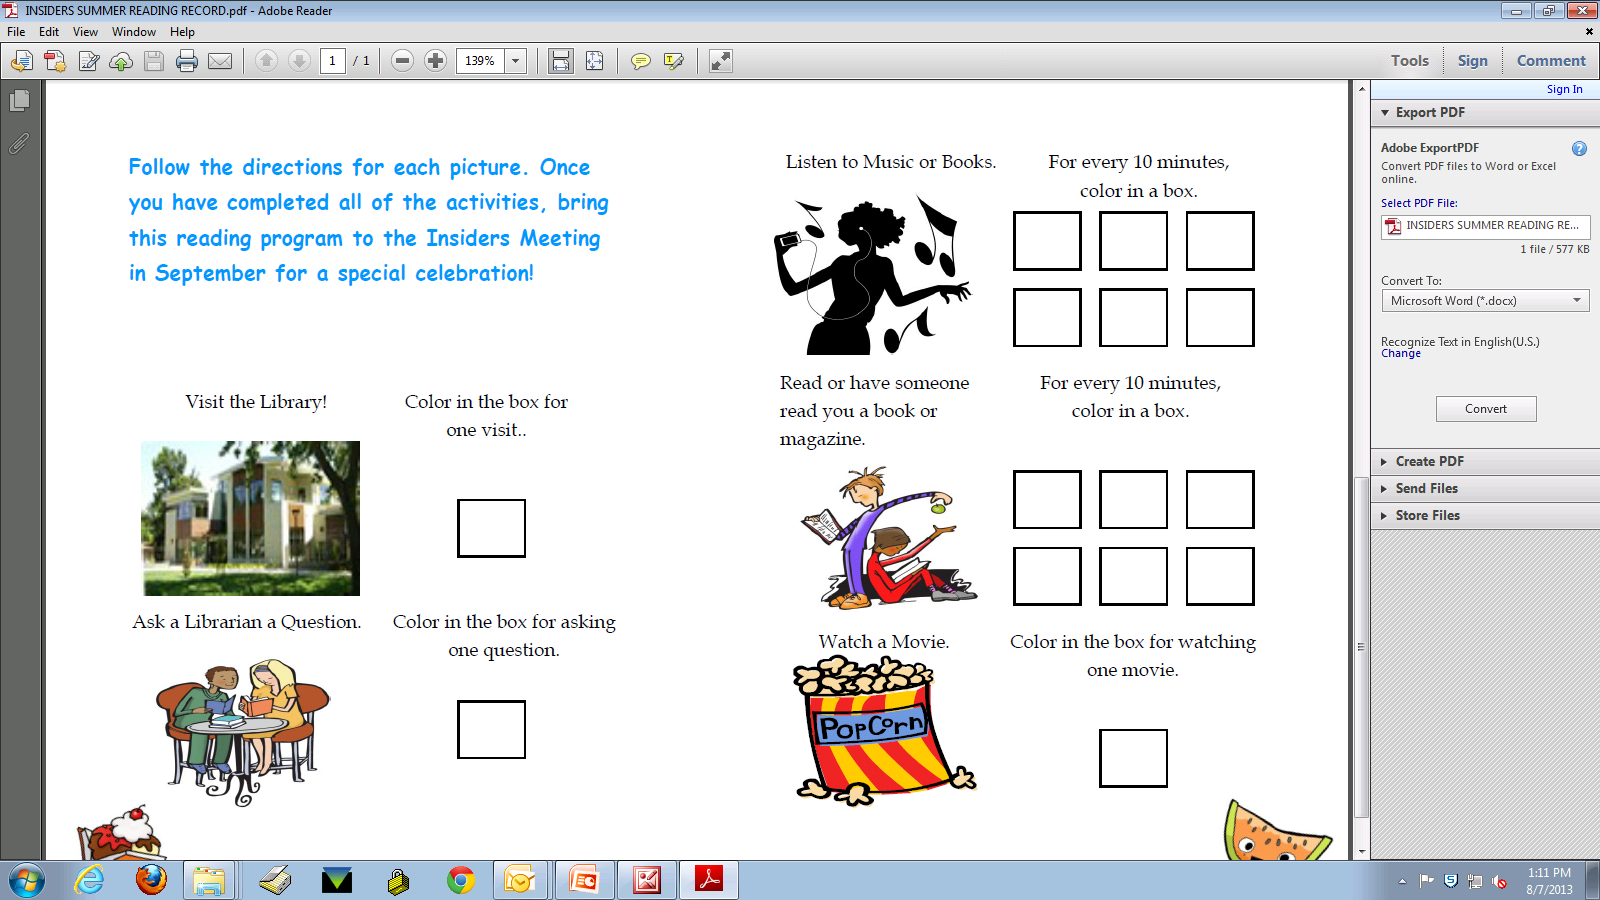 INSIDERS SUMMER READING RECORD.pdf - Adobe Reader
File Edit View Window Help
1 / 1 139% Tools Sign Comment
Sign In
Export PDF
Adobe ExportPDF
Convert PDF files to Word or Excel
online.
Select PDF File:
INSIDERS SUMMER READING RE...
1 file / 577 KB
Convert To:
Microsoft Word (*.docx)
Recognize Text in English(U.S.)
Change
Convert
Create PDF
Send Files
Store Files
Follow the directions for each picture. Once
you have completed all of the activities, bring
this reading program to the Insiders Meeting
in September for a special celebration!
Visit the Library!
Color in the box for
one visit..
Ask a Librarian a Question.
Color in the box for asking
one question.
Listen to Music or Books.
For every 10 minutes,
color in a box.
Read or have someone
read you a book or
magazine.
For every 10 minutes,
color in a box.
Watch a Movie.
Color in the box for watching
one movie.
PopCorn
1:11 PM
8/7/2013